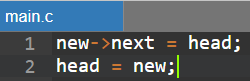 main.c
1 new->next = head;
2 head = new;